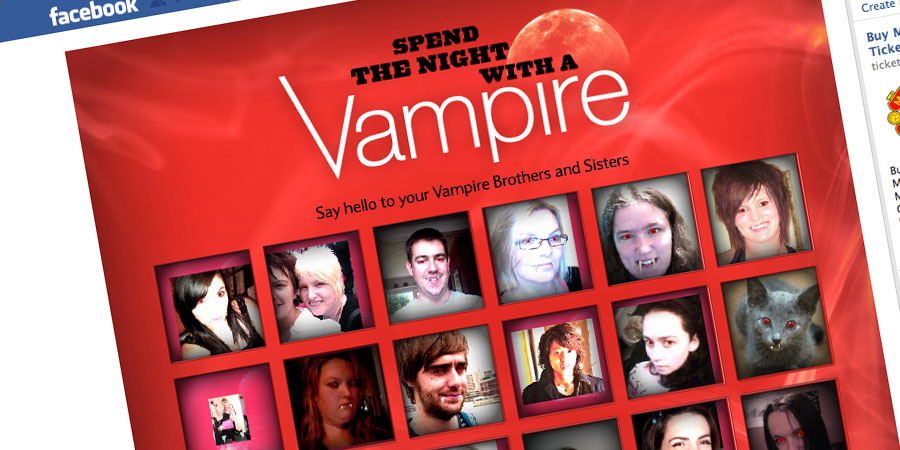 facebook
Create
SPEND
THE NIGHT
WITH A
Vampire
Say hello to your Vampire Brothers and Sisters
Buy M
Ticke
ticket